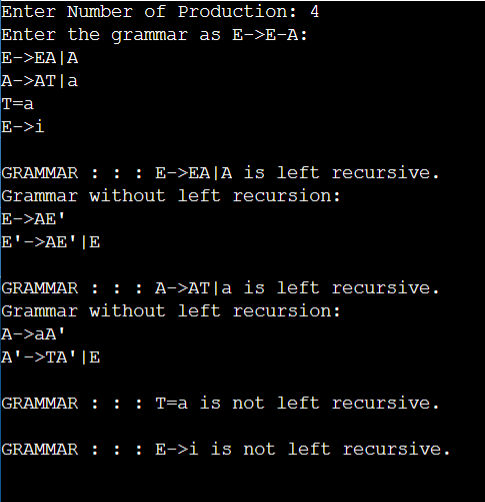 Enter Number of Production: 4
Enter the grammar as E->E-A:
E->EA|A
A->AT|a
T=a
E->i
GRAMMAR : : : E->EA|A is left recursive.
Grammar without left recursion:
E->AE'
E'->AE'|E
GRAMMAR : : : A->AT|a is left recursive.
Grammar without left recursion:
A->aA'
A'->TA'|E
GRAMMAR : : : T=a is not left recursive.
GRAMMAR : : : E->i is not left recursive.